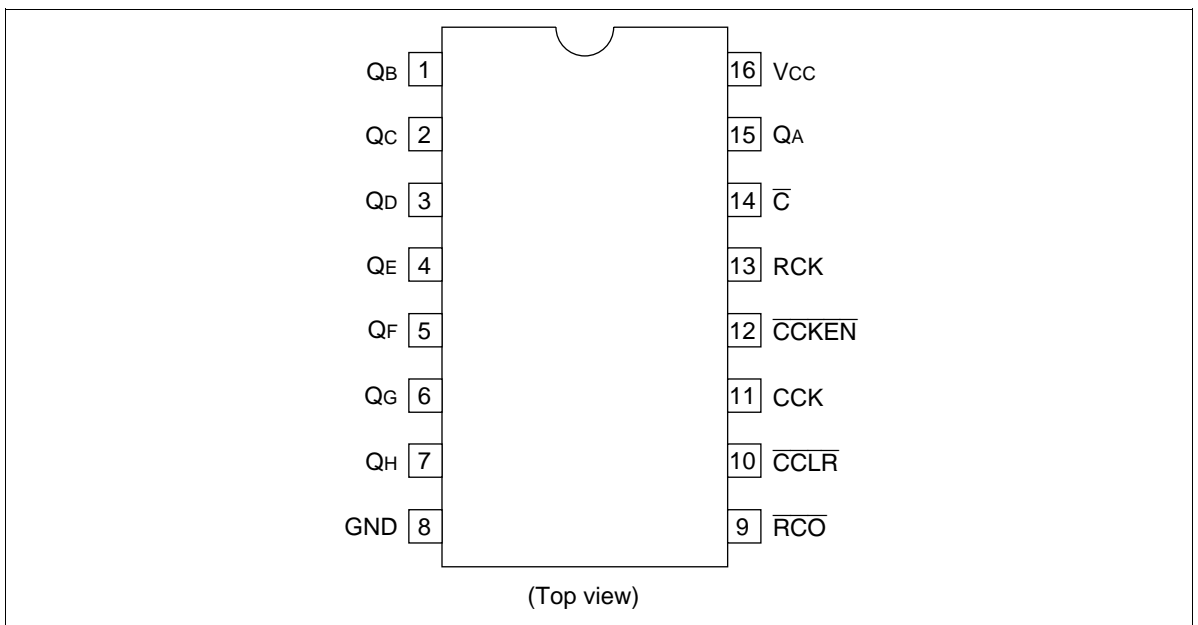 QB 1 16 VCC
QC 2 15 QA
QD 3 14 C̅
QE 4 13 RCK
QF 5 12 C̅C̅K̅E̅N̅
QG 6 11 CCK
QH 7 10 C̅C̅L̅R̅
GND 8 9 R̅C̅O̅
(Top view)